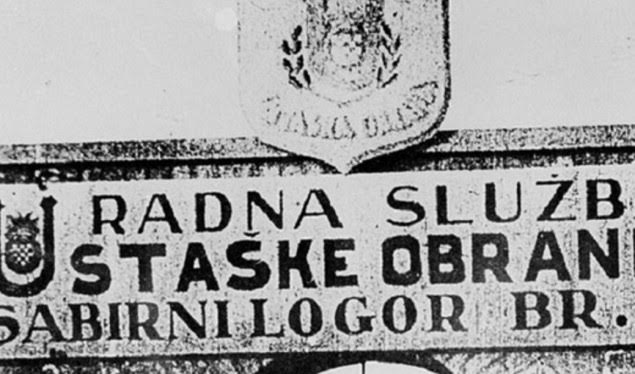 RADNA SLUŽB
USTAŠKE OBRAN
SABIRNI LOGOR BR.